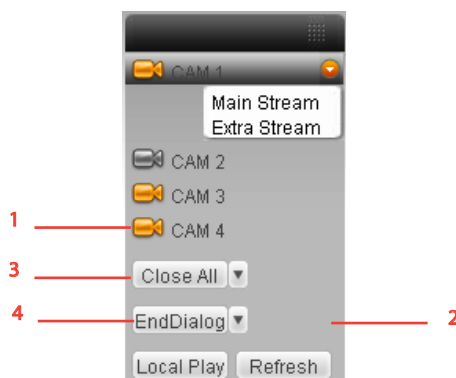 CAM 1
Main Stream
Extra Stream
CAM 2
CAM 3
1 CAM 4
3 Close All
4 EndDialog 2
Local Play Refresh